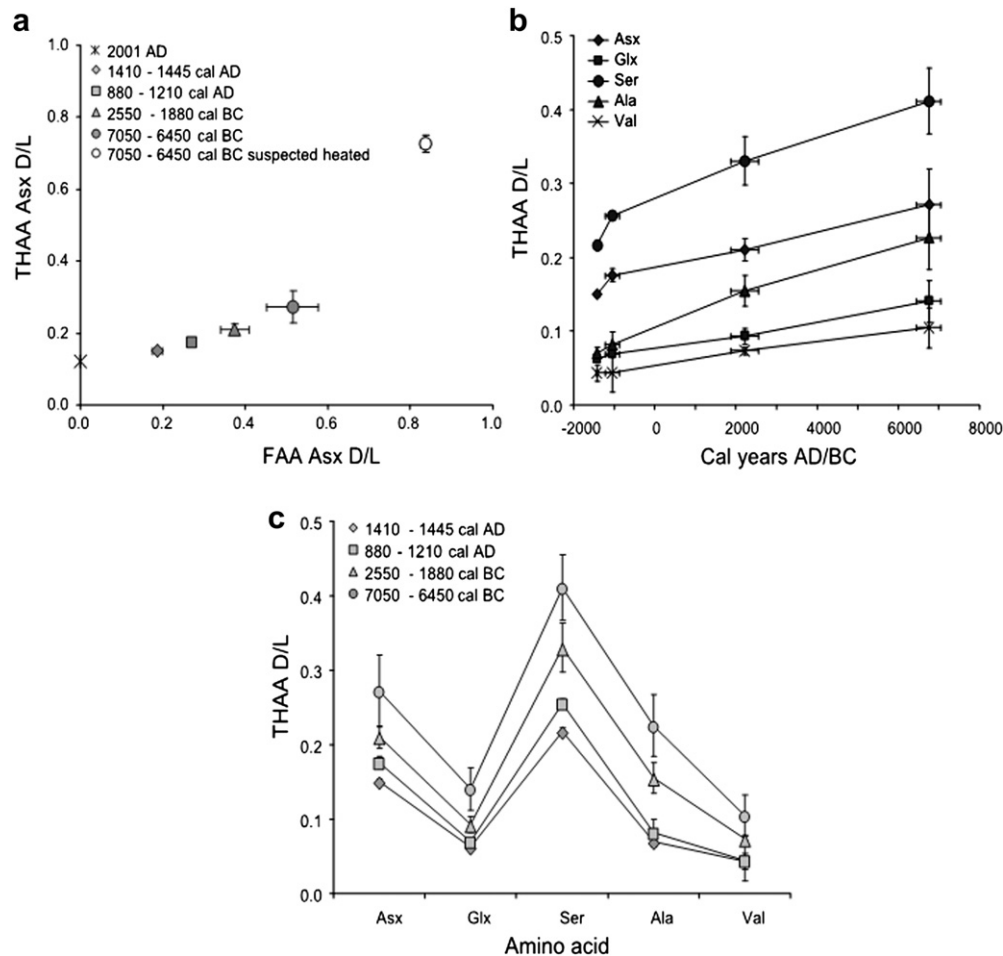 a
1.0
0.8
0.6
0.4
0.2
0.0
THAA Asx D/L
2001 AD
1410 - 1445 cal AD
880 - 1210 cal AD
2550 - 1880 cal BC
7050 - 6450 cal BC
7050 - 6450 cal BC suspected heated
0.0 0.2 0.4 0.6 0.8 1.0
FAA Asx D/L
b
0.5
0.4
0.3
0.2
0.1
0.0
THAA D/L
Asx
Glx
Ser
Ala
Val
-2000 0 2000 4000 6000 8000
Cal years AD/BC
c
0.5
0.4
0.3
0.2
0.1
0.0
THAA D/L
1410 - 1445 cal AD
880 - 1210 cal AD
2550 - 1880 cal BC
7050 - 6450 cal BC
Asx Glx Ser Ala Val
Amino acid